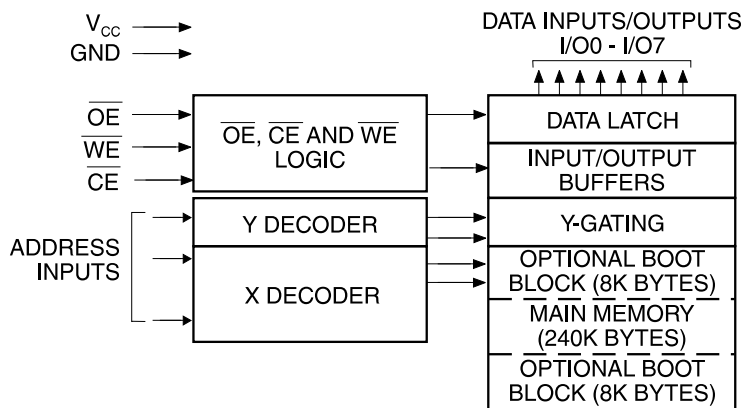 DATA INPUTS/OUTPUTS
I/O0 - I/O7
VCC
GND
OE
WE
CE
OE, CE AND WE
LOGIC
DATA LATCH
INPUT/OUTPUT
BUFFERS
ADDRESS
INPUTS
Y DECODER
Y-GATING
X DECODER
OPTIONAL BOOT
BLOCK (8K BYTES)
MAIN MEMORY
(240K BYTES)
OPTIONAL BOOT
BLOCK (8K BYTES)